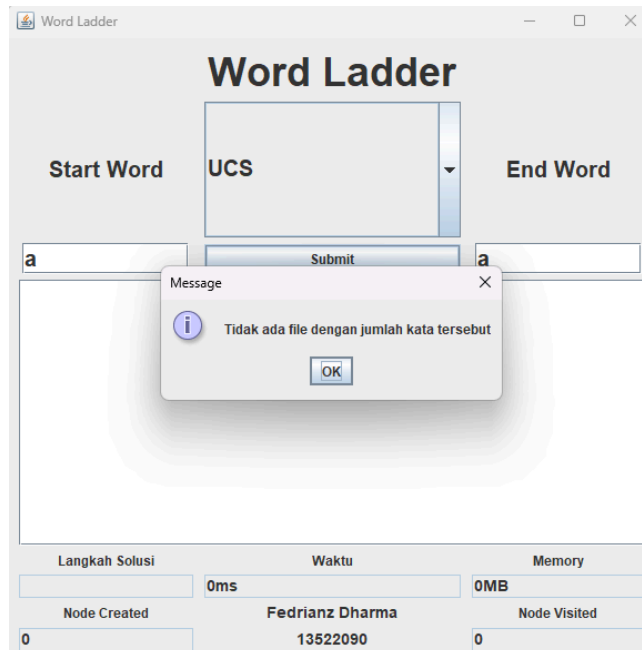 Word Ladder
Word Ladder
Start Word
UCS
End Word
a
Submit
a
Message
Tidak ada file dengan jumlah kata tersebut
OK
Langkah Solusi
Waktu
Memory
0ms
0MB
Node Created
Fedrianz Dharma
Node Visited
0
13522090
0